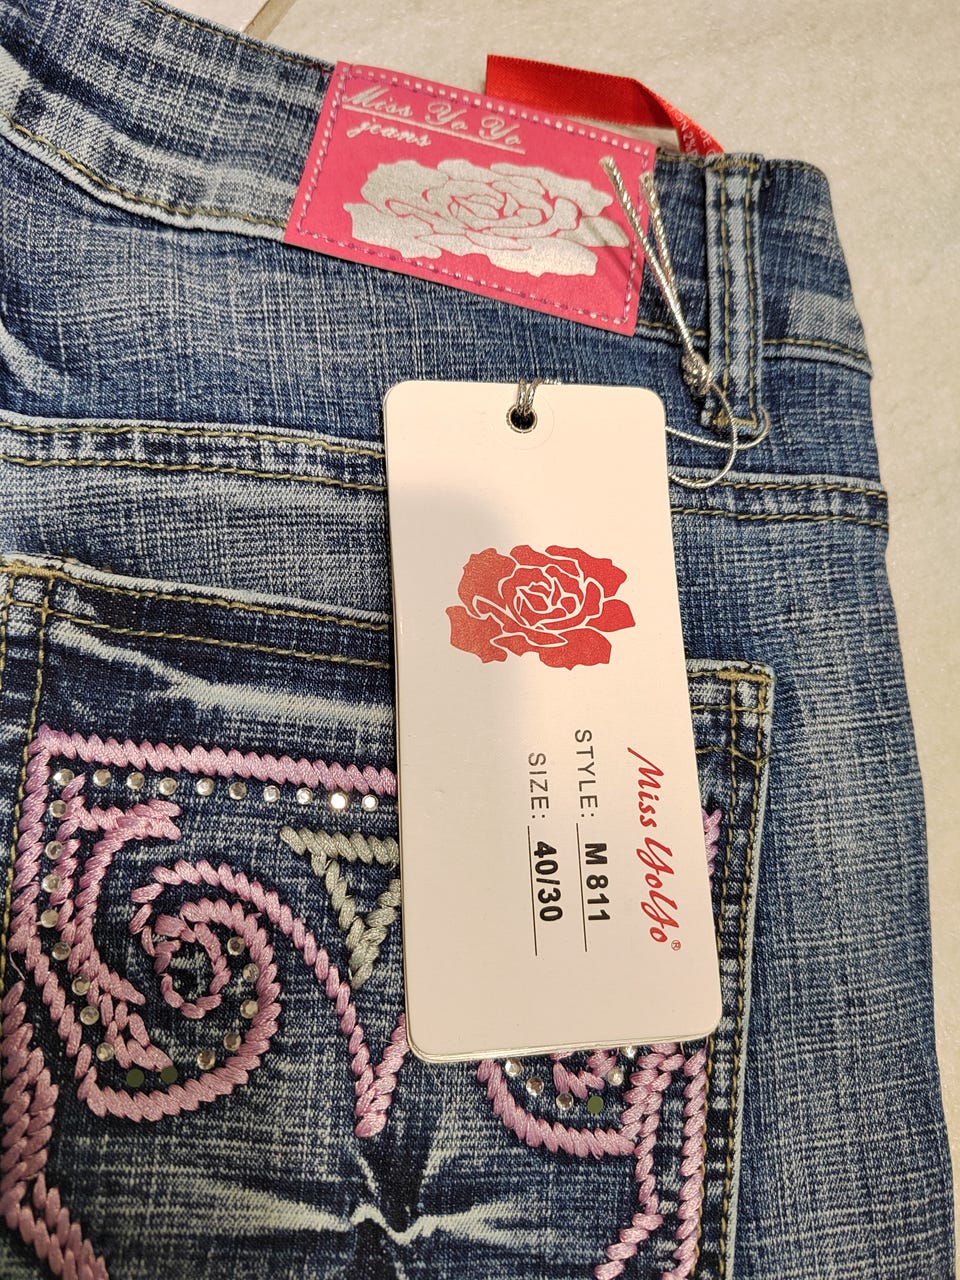 Miss Yo Yo
jeans
Miss YoYo®
STYLE: M 811
SIZE: 40/30